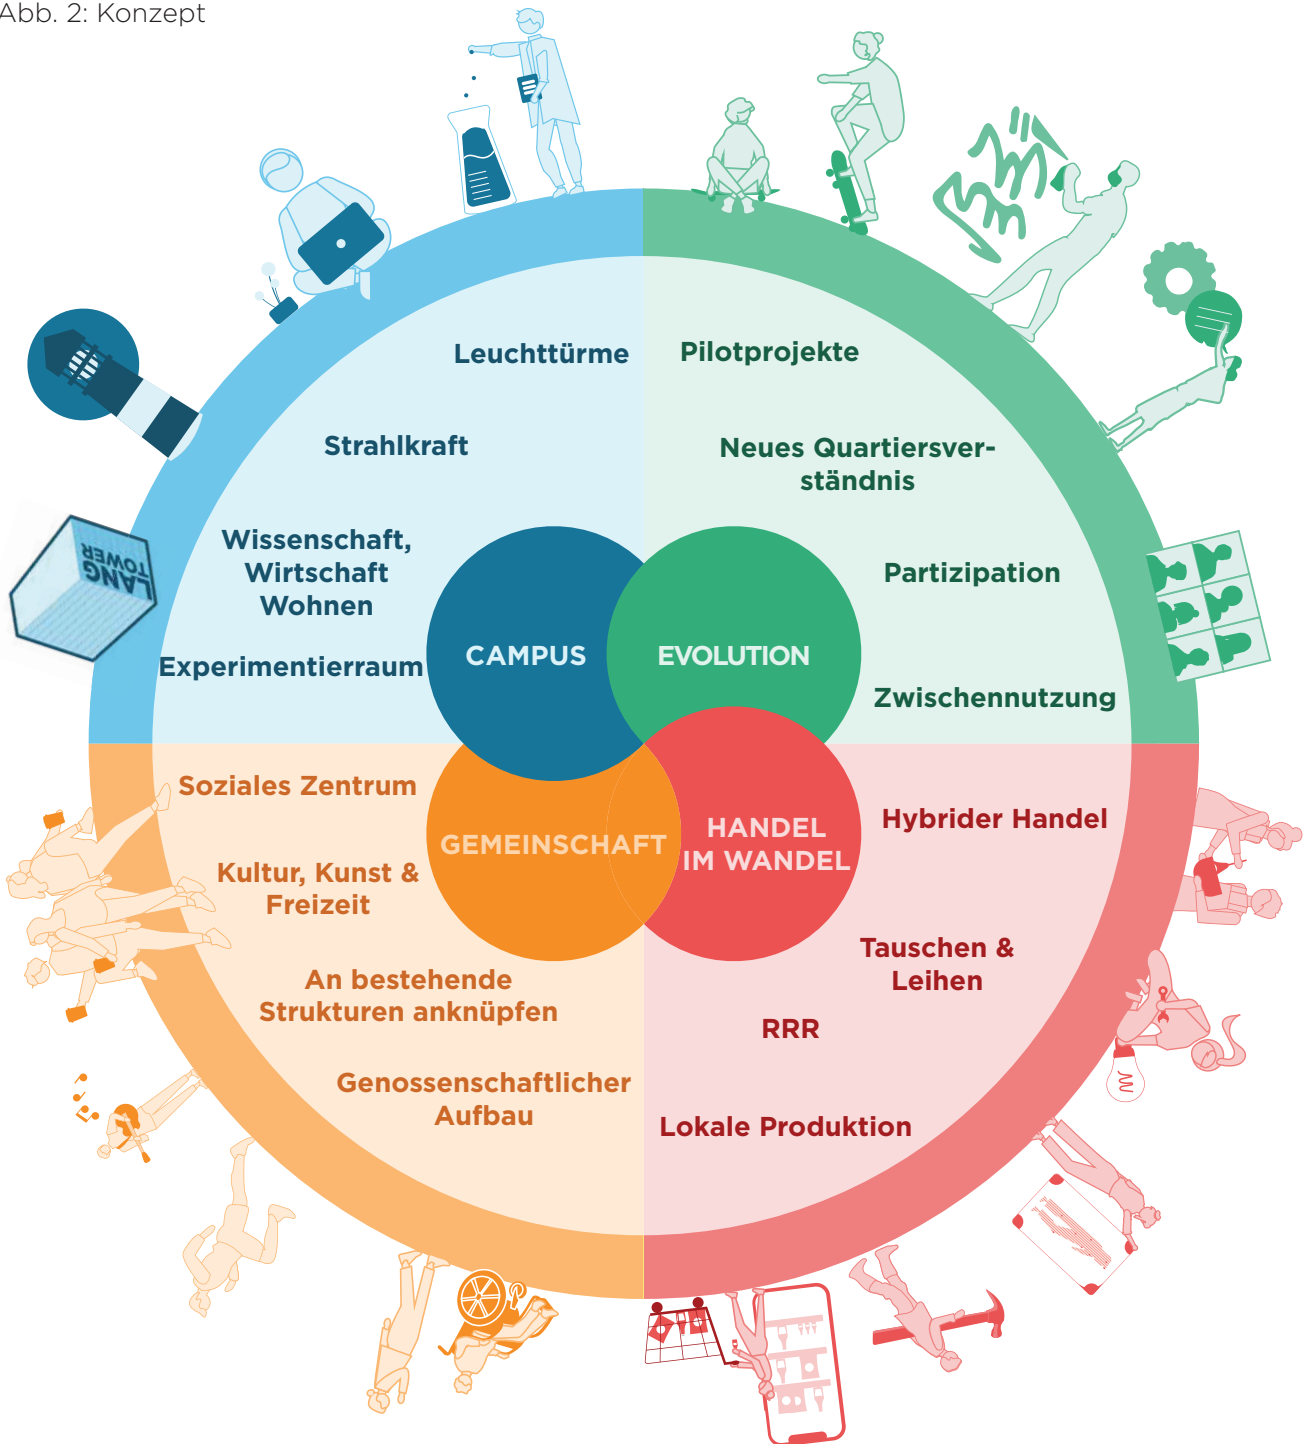 Abb. 2: Konzept
Leuchttürme
Strahlkraft
Wissenschaft,
Wirtschaft
Wohnen
Experimentierraum
CAMPUS
LANG
TOWER
Pilotprojekte
Neues Quartiersver-
ständnis
Partizipation
Zwischennutzung
EVOLUTION
Soziales Zentrum
Kultur, Kunst &
Freizeit
An bestehende
Strukturen anknüpfen
Genossenschaftlicher
Aufbau
GEMEINSCHAFT
HANDEL
IM WANDEL
Hybrider Handel
Tauschen &
Leihen
RRR
Lokale Produktion